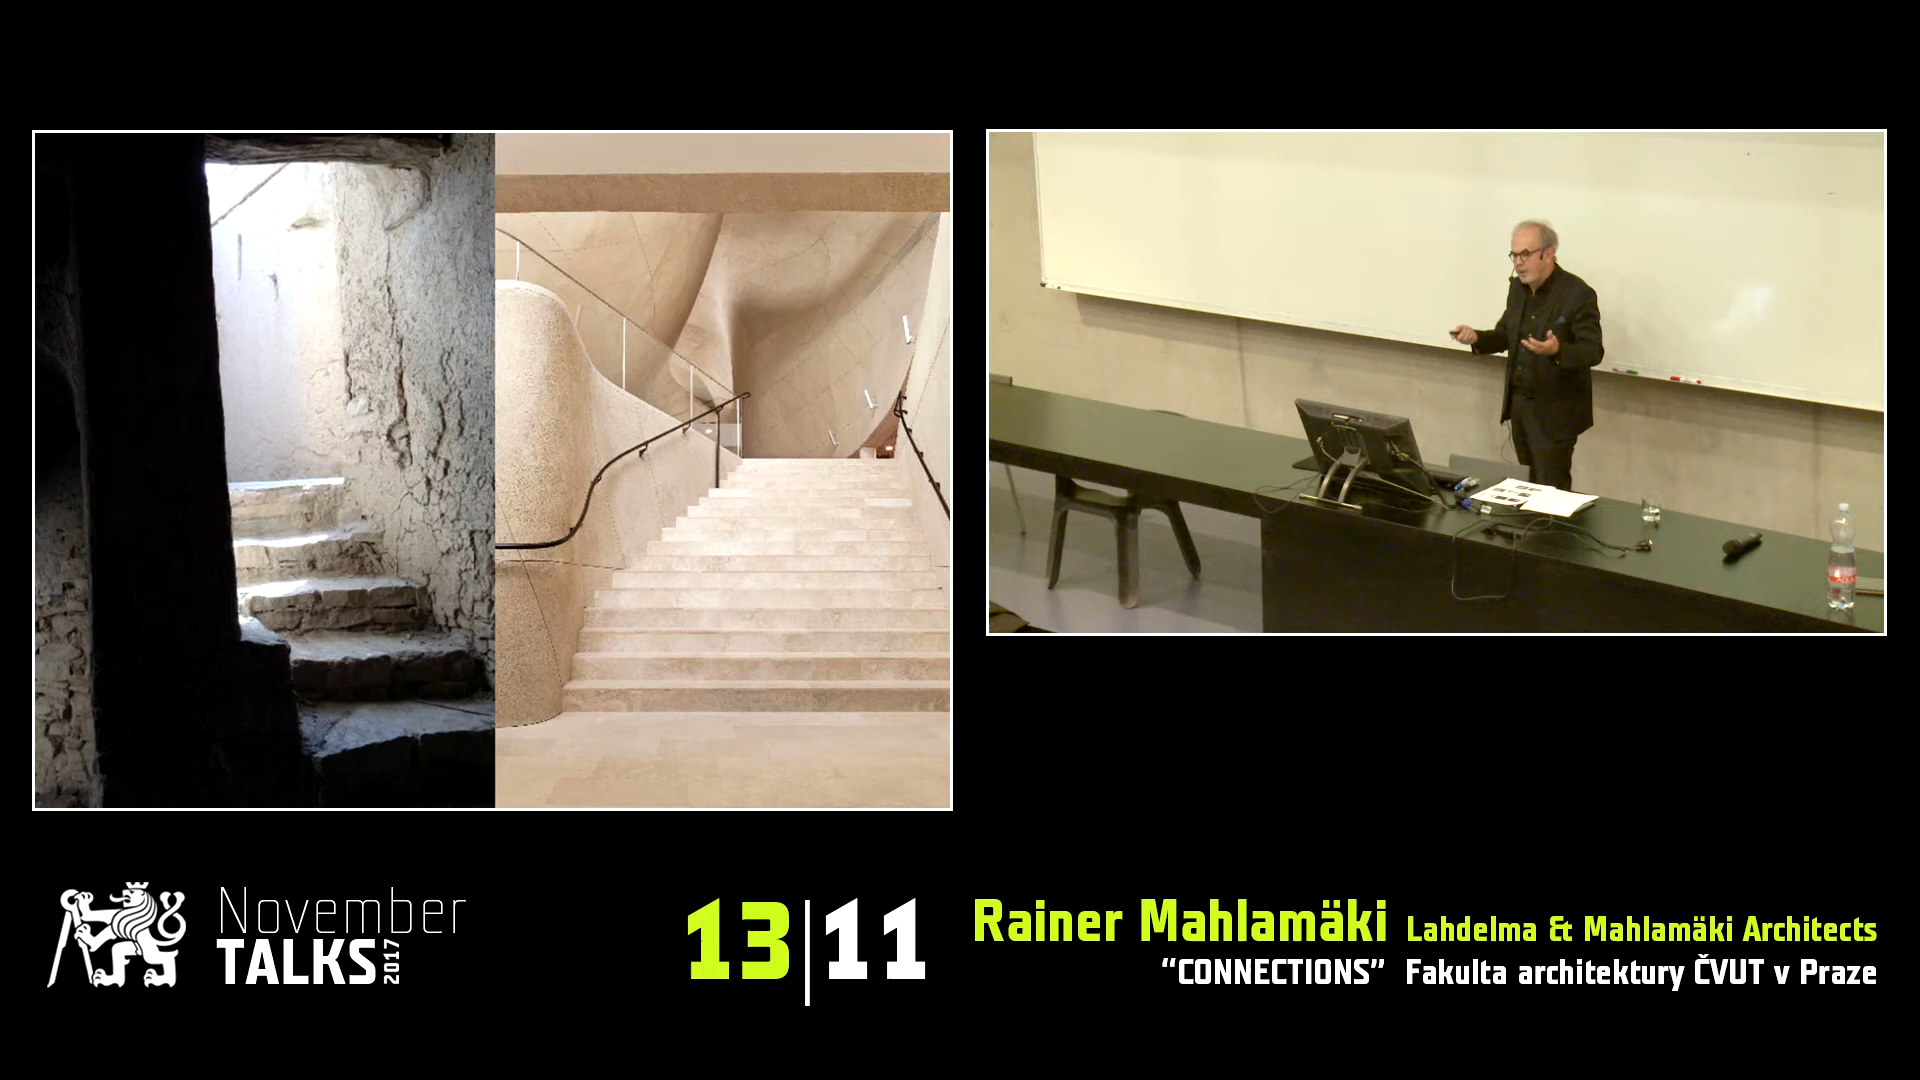 November
TALKS 2017
13|11
Rainer Mahlamäki Lahdelma & Mahlamäki Architects
“CONNECTIONS” Fakulta architektury ČVUT v Praze